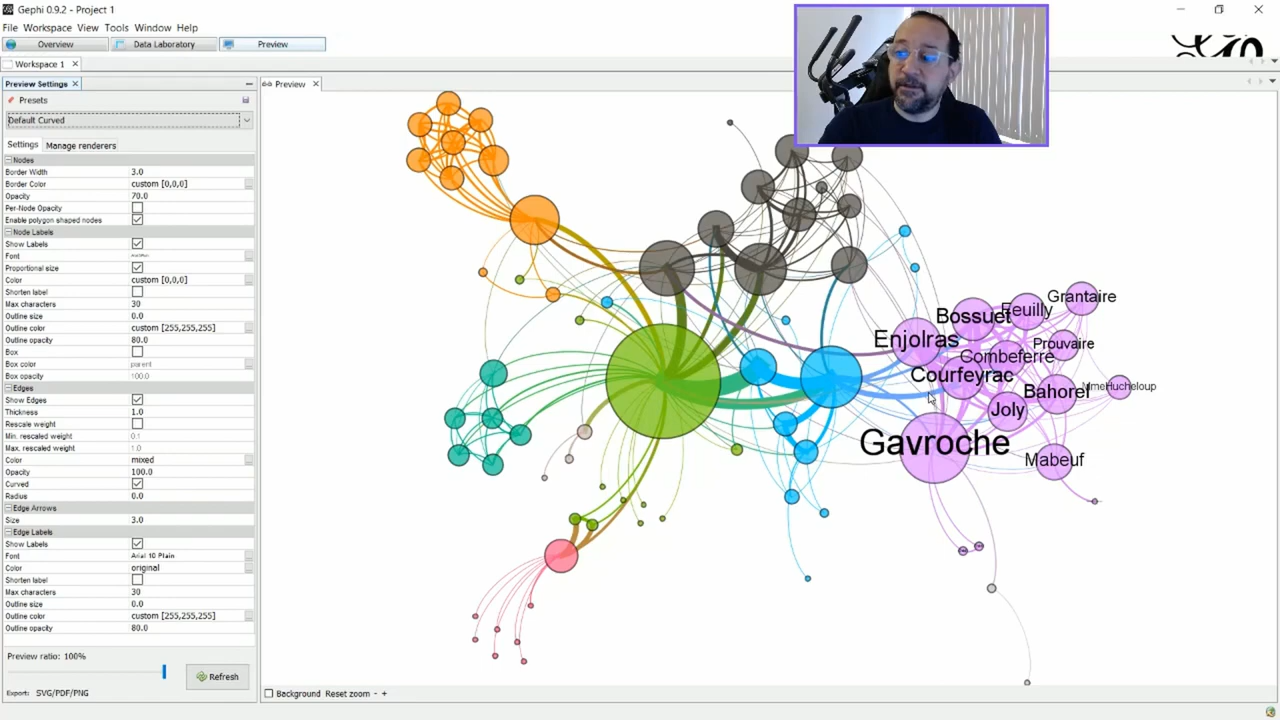 Gephi 0.9.2 - Project 1
File Workspace View Tools Window Help
Overview Data Laboratory Preview
Workspace 1
Preview Settings
Presets
Default Curved
Settings Manage renderers
Nodes
Border Width 3.0
Border Color custom [0,0,0]
Opacity 70.0
Per-Node Opacity
Enable polygon shaped nodes
Node Labels
Show Labels
Font
Proportional size
Color custom [0,0,0]
Shorten label
Max characters 30
Outline size 0.0
Outline color custom [255,255,255]
Outline opacity 80.0
Box
Box color parent
Box opacity 100.0
Edges
Show Edges
Thickness 1.0
Rescale weight
Min. rescaled weight 0.1
Max. rescaled weight 1.0
Color mixed
Opacity 100.0
Curved
Radius 0.0
Edge Arrows
Size 3.0
Edge Labels
Show Labels
Font Arial 10 Plain
Color original
Shorten label
Max characters 30
Outline size 0.0
Outline color custom [255,255,255]
Outline opacity 80.0
Preview ratio: 100%
Refresh
Export: SVG/PDF/PNG
Preview
Grantaire
Bossuet
Feuilly
Enjolras
Prouvaire
Combeferre
Courfeyrac
MmeHucheloup
Bahorel
Joly
Gavroche
Mabeuf
Background Reset zoom - +